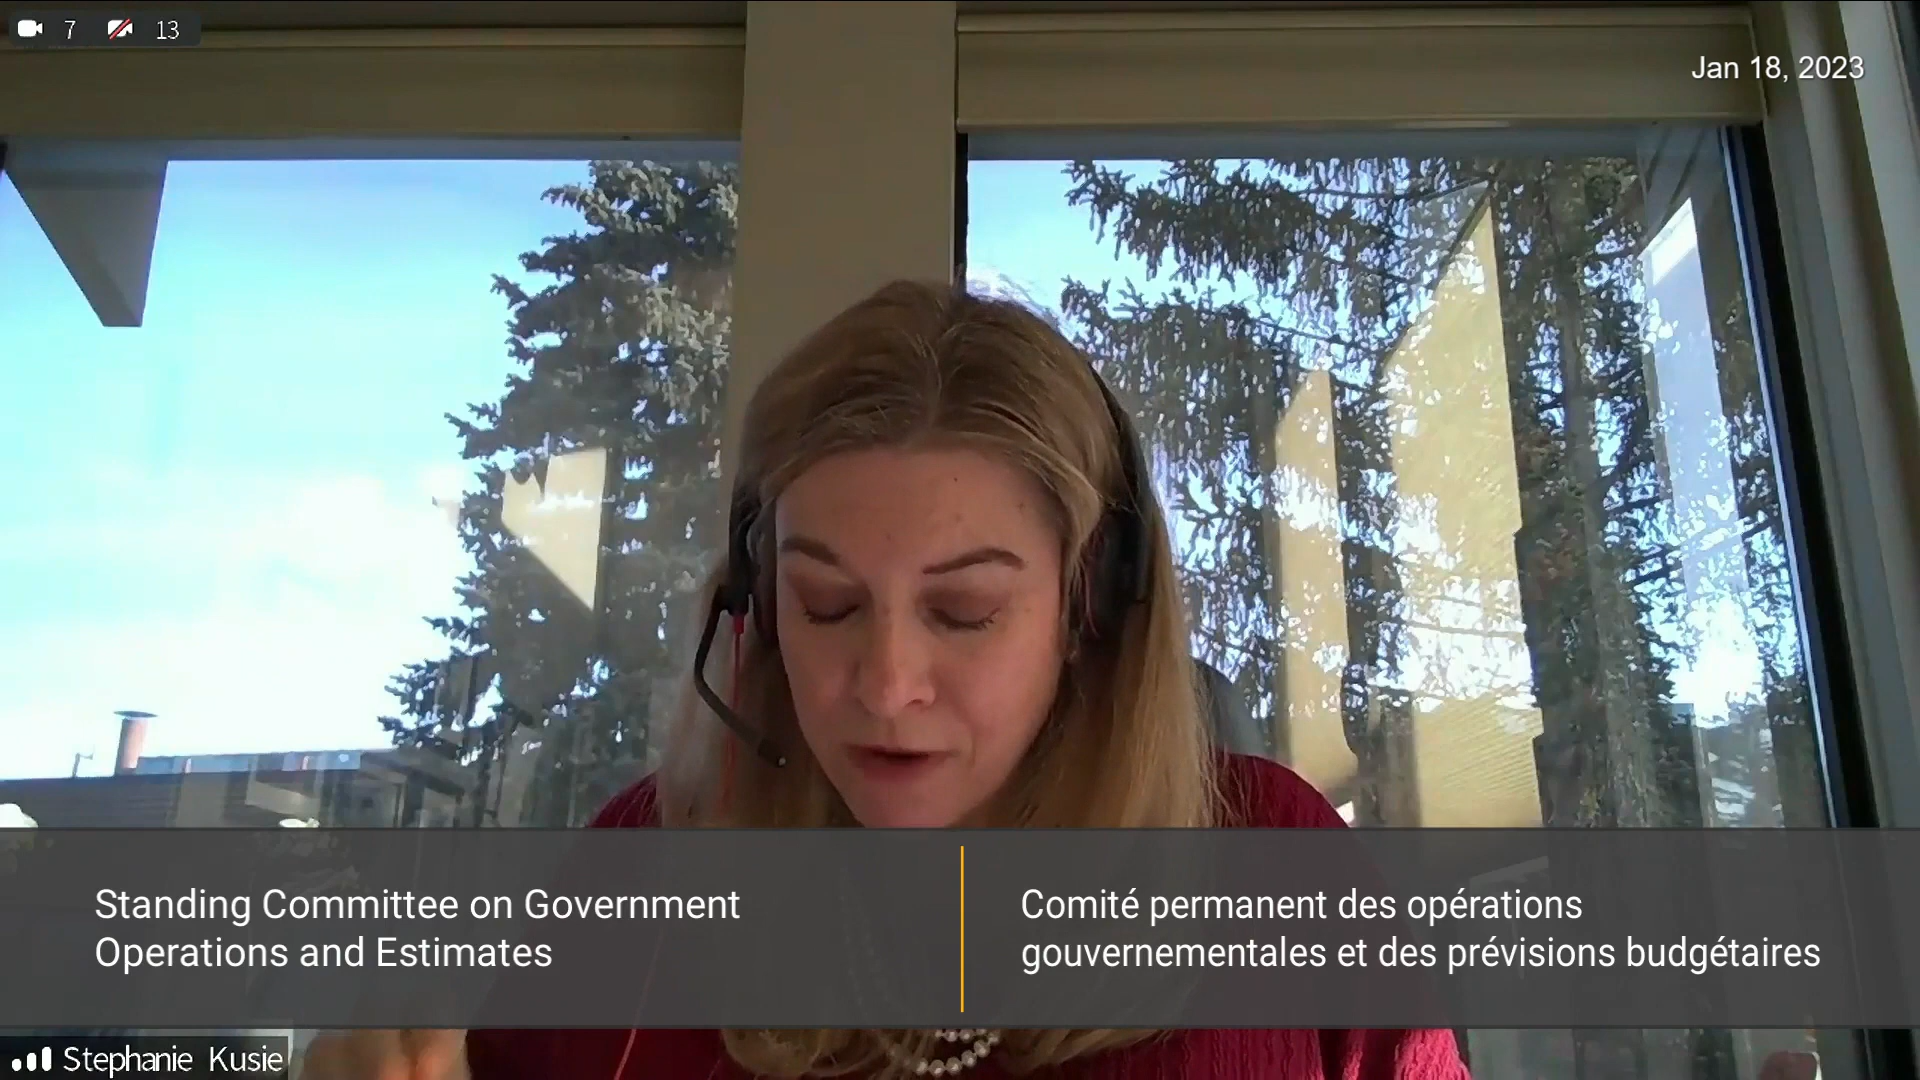 7 13
Jan 18, 2023
Standing Committee on Government
Operations and Estimates
Comité permanent des opérations
gouvernementales et des prévisions budgétaires
Stephanie Kusie